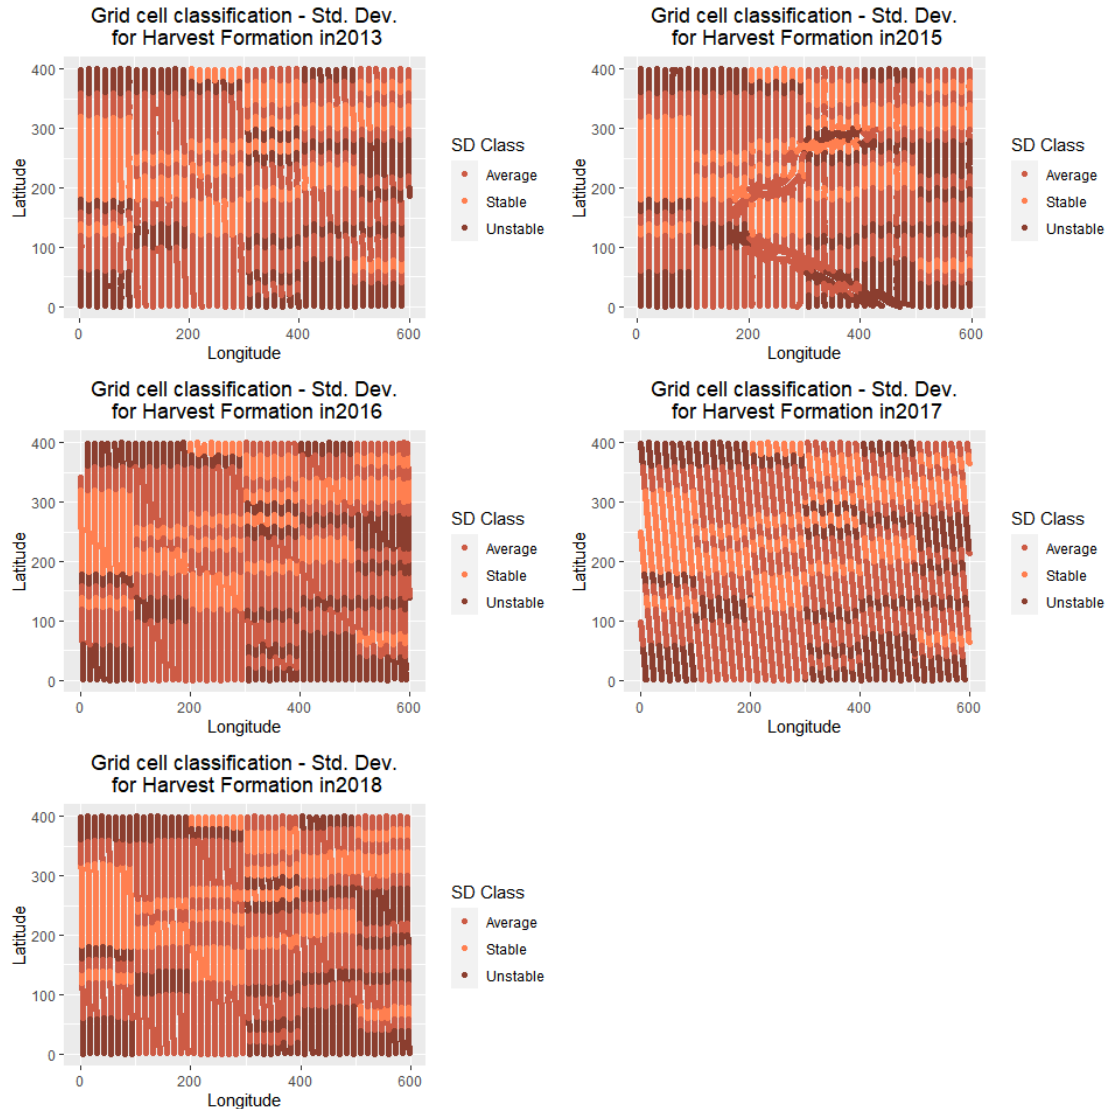 Grid cell classification - Std. Dev.
for Harvest Formation in2013
400
300
200
100
0
Latitude
0
200
400
600
Longitude
SD Class
Average
Stable
Unstable
Grid cell classification - Std. Dev.
for Harvest Formation in2015
400
300
200
100
0
Latitude
0
200
400
600
Longitude
SD Class
Average
Stable
Unstable
Grid cell classification - Std. Dev.
for Harvest Formation in2016
400
300
200
100
0
Latitude
0
200
400
600
Longitude
SD Class
Average
Stable
Unstable
Grid cell classification - Std. Dev.
for Harvest Formation in2017
400
300
200
100
0
Latitude
0
200
400
600
Longitude
SD Class
Average
Stable
Unstable
Grid cell classification - Std. Dev.
for Harvest Formation in2018
400
300
200
100
0
Latitude
0
200
400
600
Longitude
SD Class
Average
Stable
Unstable